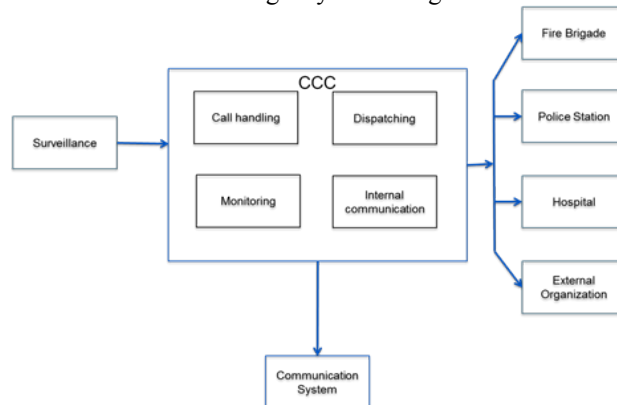 Fire Brigade
CCC
Call handling
Dispatching
Police Station
Surveillance
Monitoring
Internal
communication
Hospital
External
Organization
Communication
System